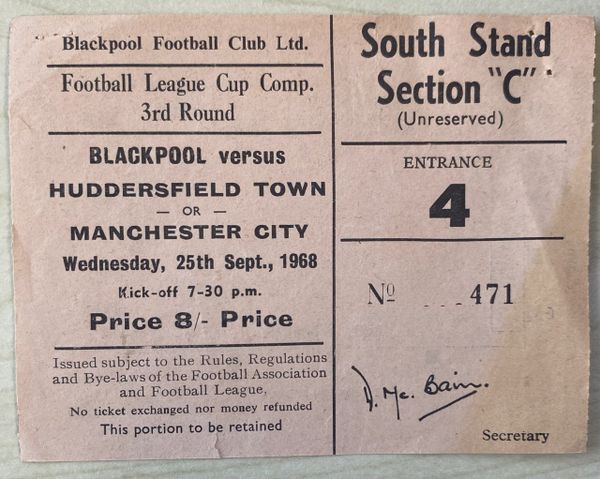 Blackpool Football Club Ltd.
Football League Cup Comp.
3rd Round
BLACKPOOL versus
HUDDERSFIELD TOWN
— OR —
MANCHESTER CITY
Wednesday, 25th Sept., 1968
Kick-off 7-30 p.m.
Price 8/- Price
Issued subject to the Rules, Regulations
and Bye-laws of the Football Association
and Football League.
No ticket exchanged nor money refunded
This portion to be retained
South Stand
Section "C"
(Unreserved)
ENTRANCE
4
No 471
D. Mc. Bain.
Secretary